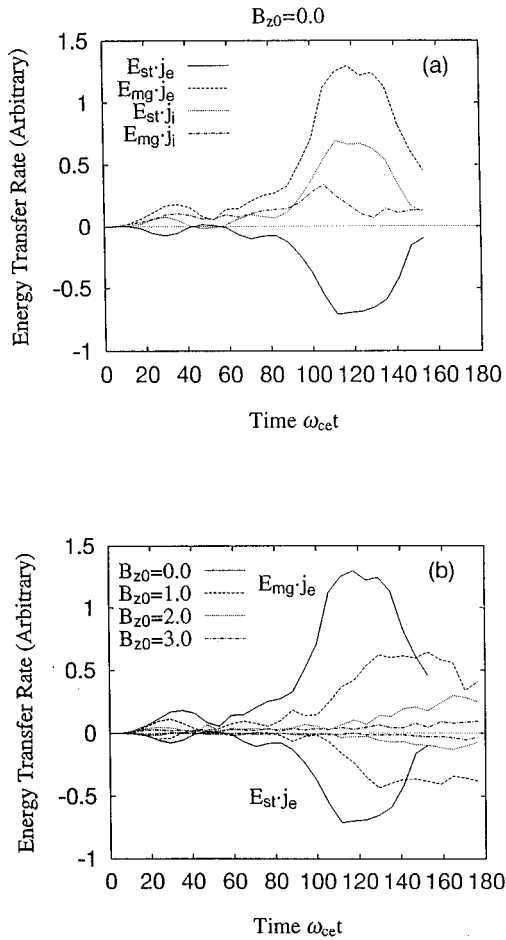 B_z0=0.0
(a)
E_st·j_e
E_mg·j_e
E_st·j_i
E_mg·j_i
Energy Transfer Rate (Arbitrary)
1.5
1
0.5
0
-0.5
-1
0 20 40 60 80 100 120 140 160 180
Time ω_ce t
(b)
B_z0=0.0
B_z0=1.0
B_z0=2.0
B_z0=3.0
E_mg·j_e
E_st·j_e
Energy Transfer Rate (Arbitrary)
1.5
1
0.5
0
-0.5
-1
0 20 40 60 80 100 120 140 160 180
Time ω_ce t